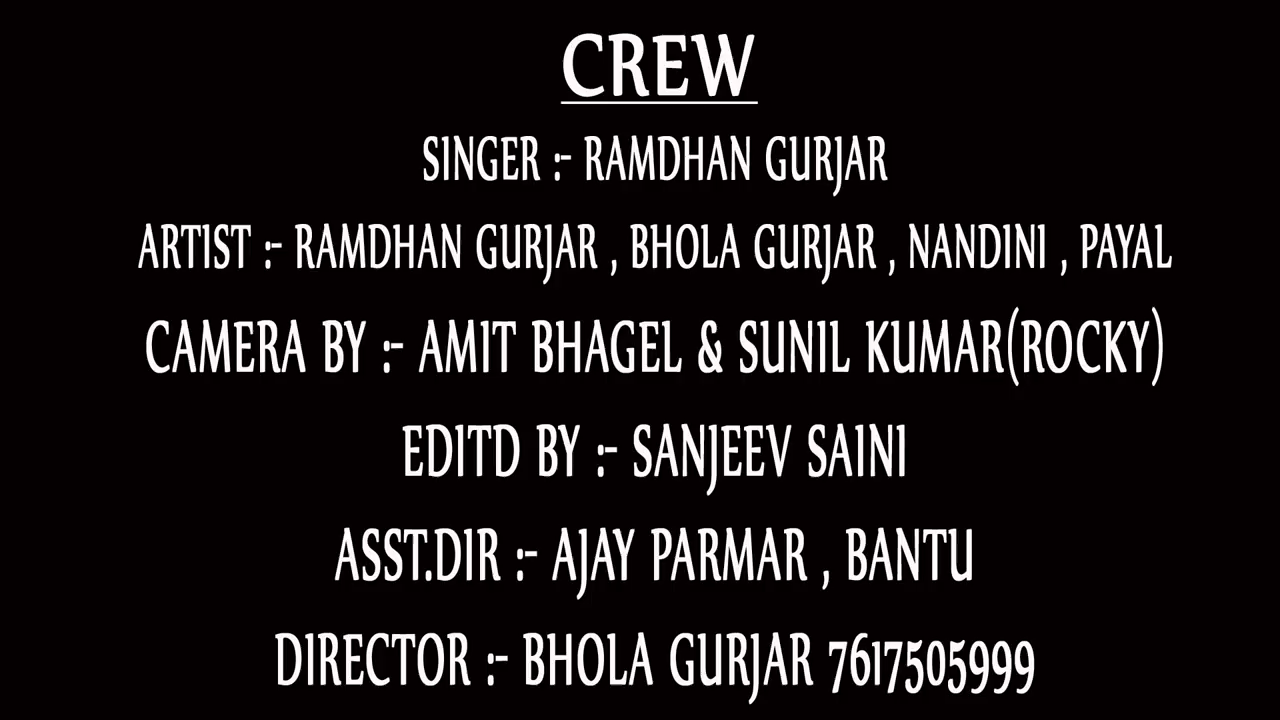 CREW
SINGER :- RAMDHAN GURJAR
ARTIST :- RAMDHAN GURJAR , BHOLA GURJAR , NANDINI , PAYAL
CAMERA BY :- AMIT BHAGEL & SUNIL KUMAR(ROCKY)
EDITD BY :- SANJEEV SAINI
ASST.DIR :- AJAY PARMAR , BANTU
DIRECTOR :- BHOLA GURJAR 7617505999